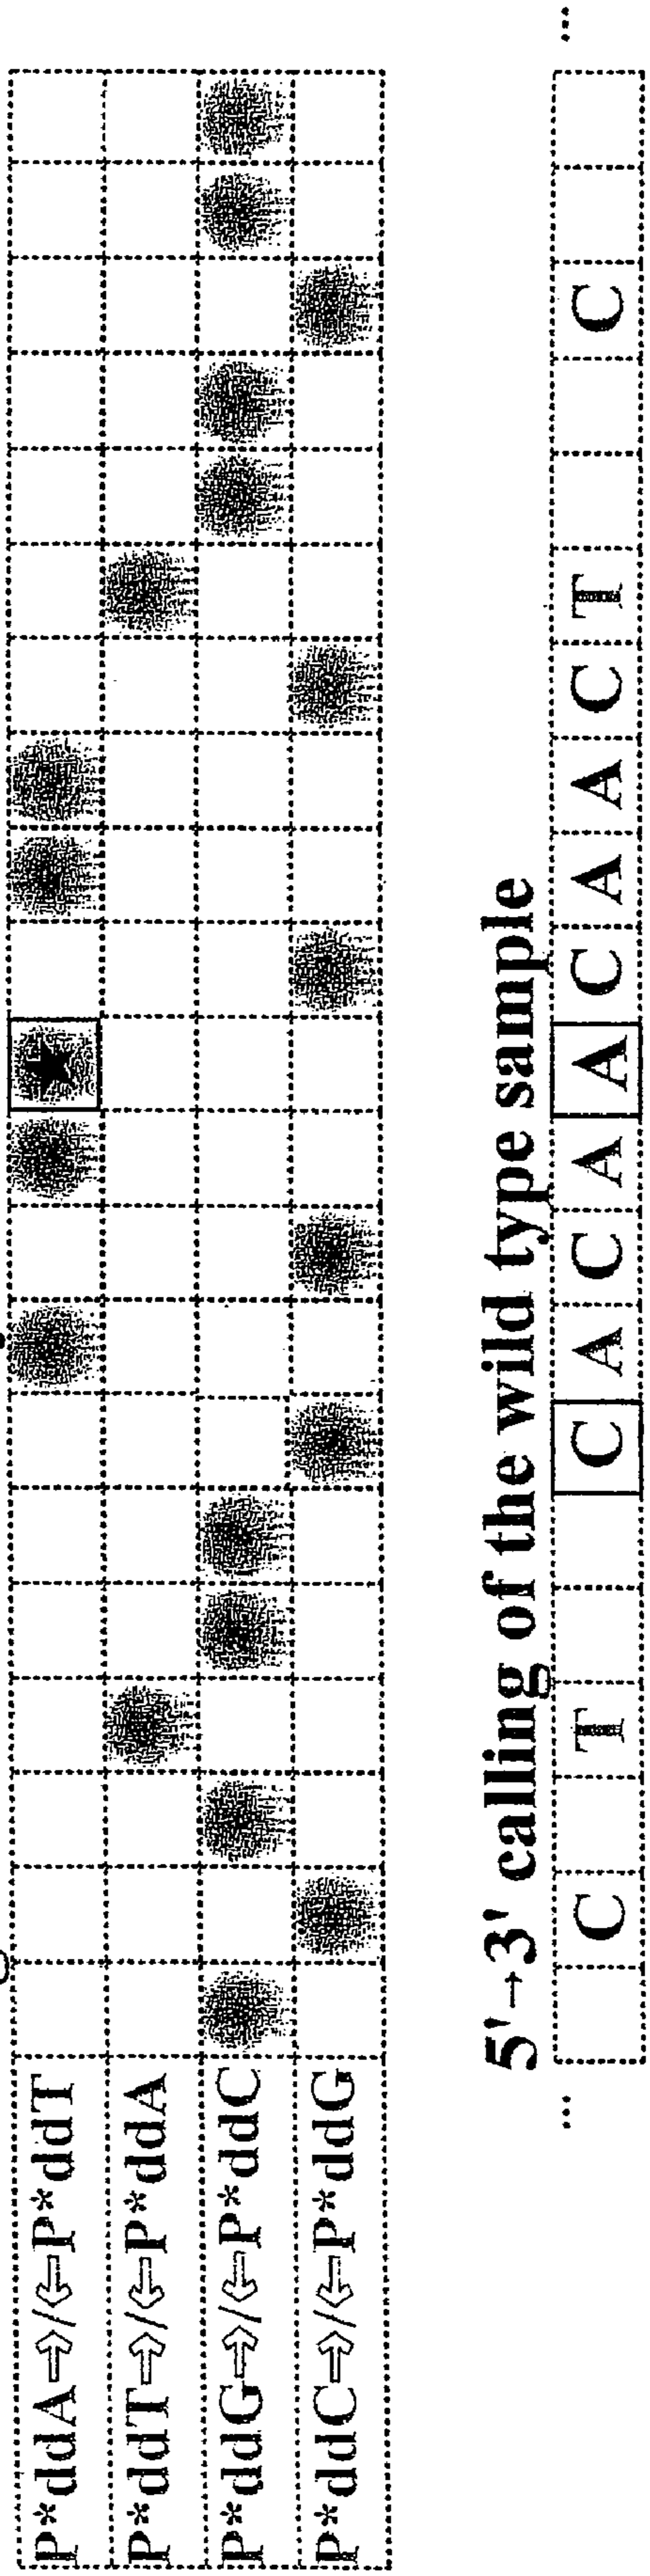 P*ddA⇨/⇦P*ddT
P*ddT⇨/⇦P*ddA
P*ddG⇨/⇦P*ddC
P*ddC⇨/⇦P*ddG
5'→3' calling of the wild type sample
... C T C A C A A C A A C T C ...